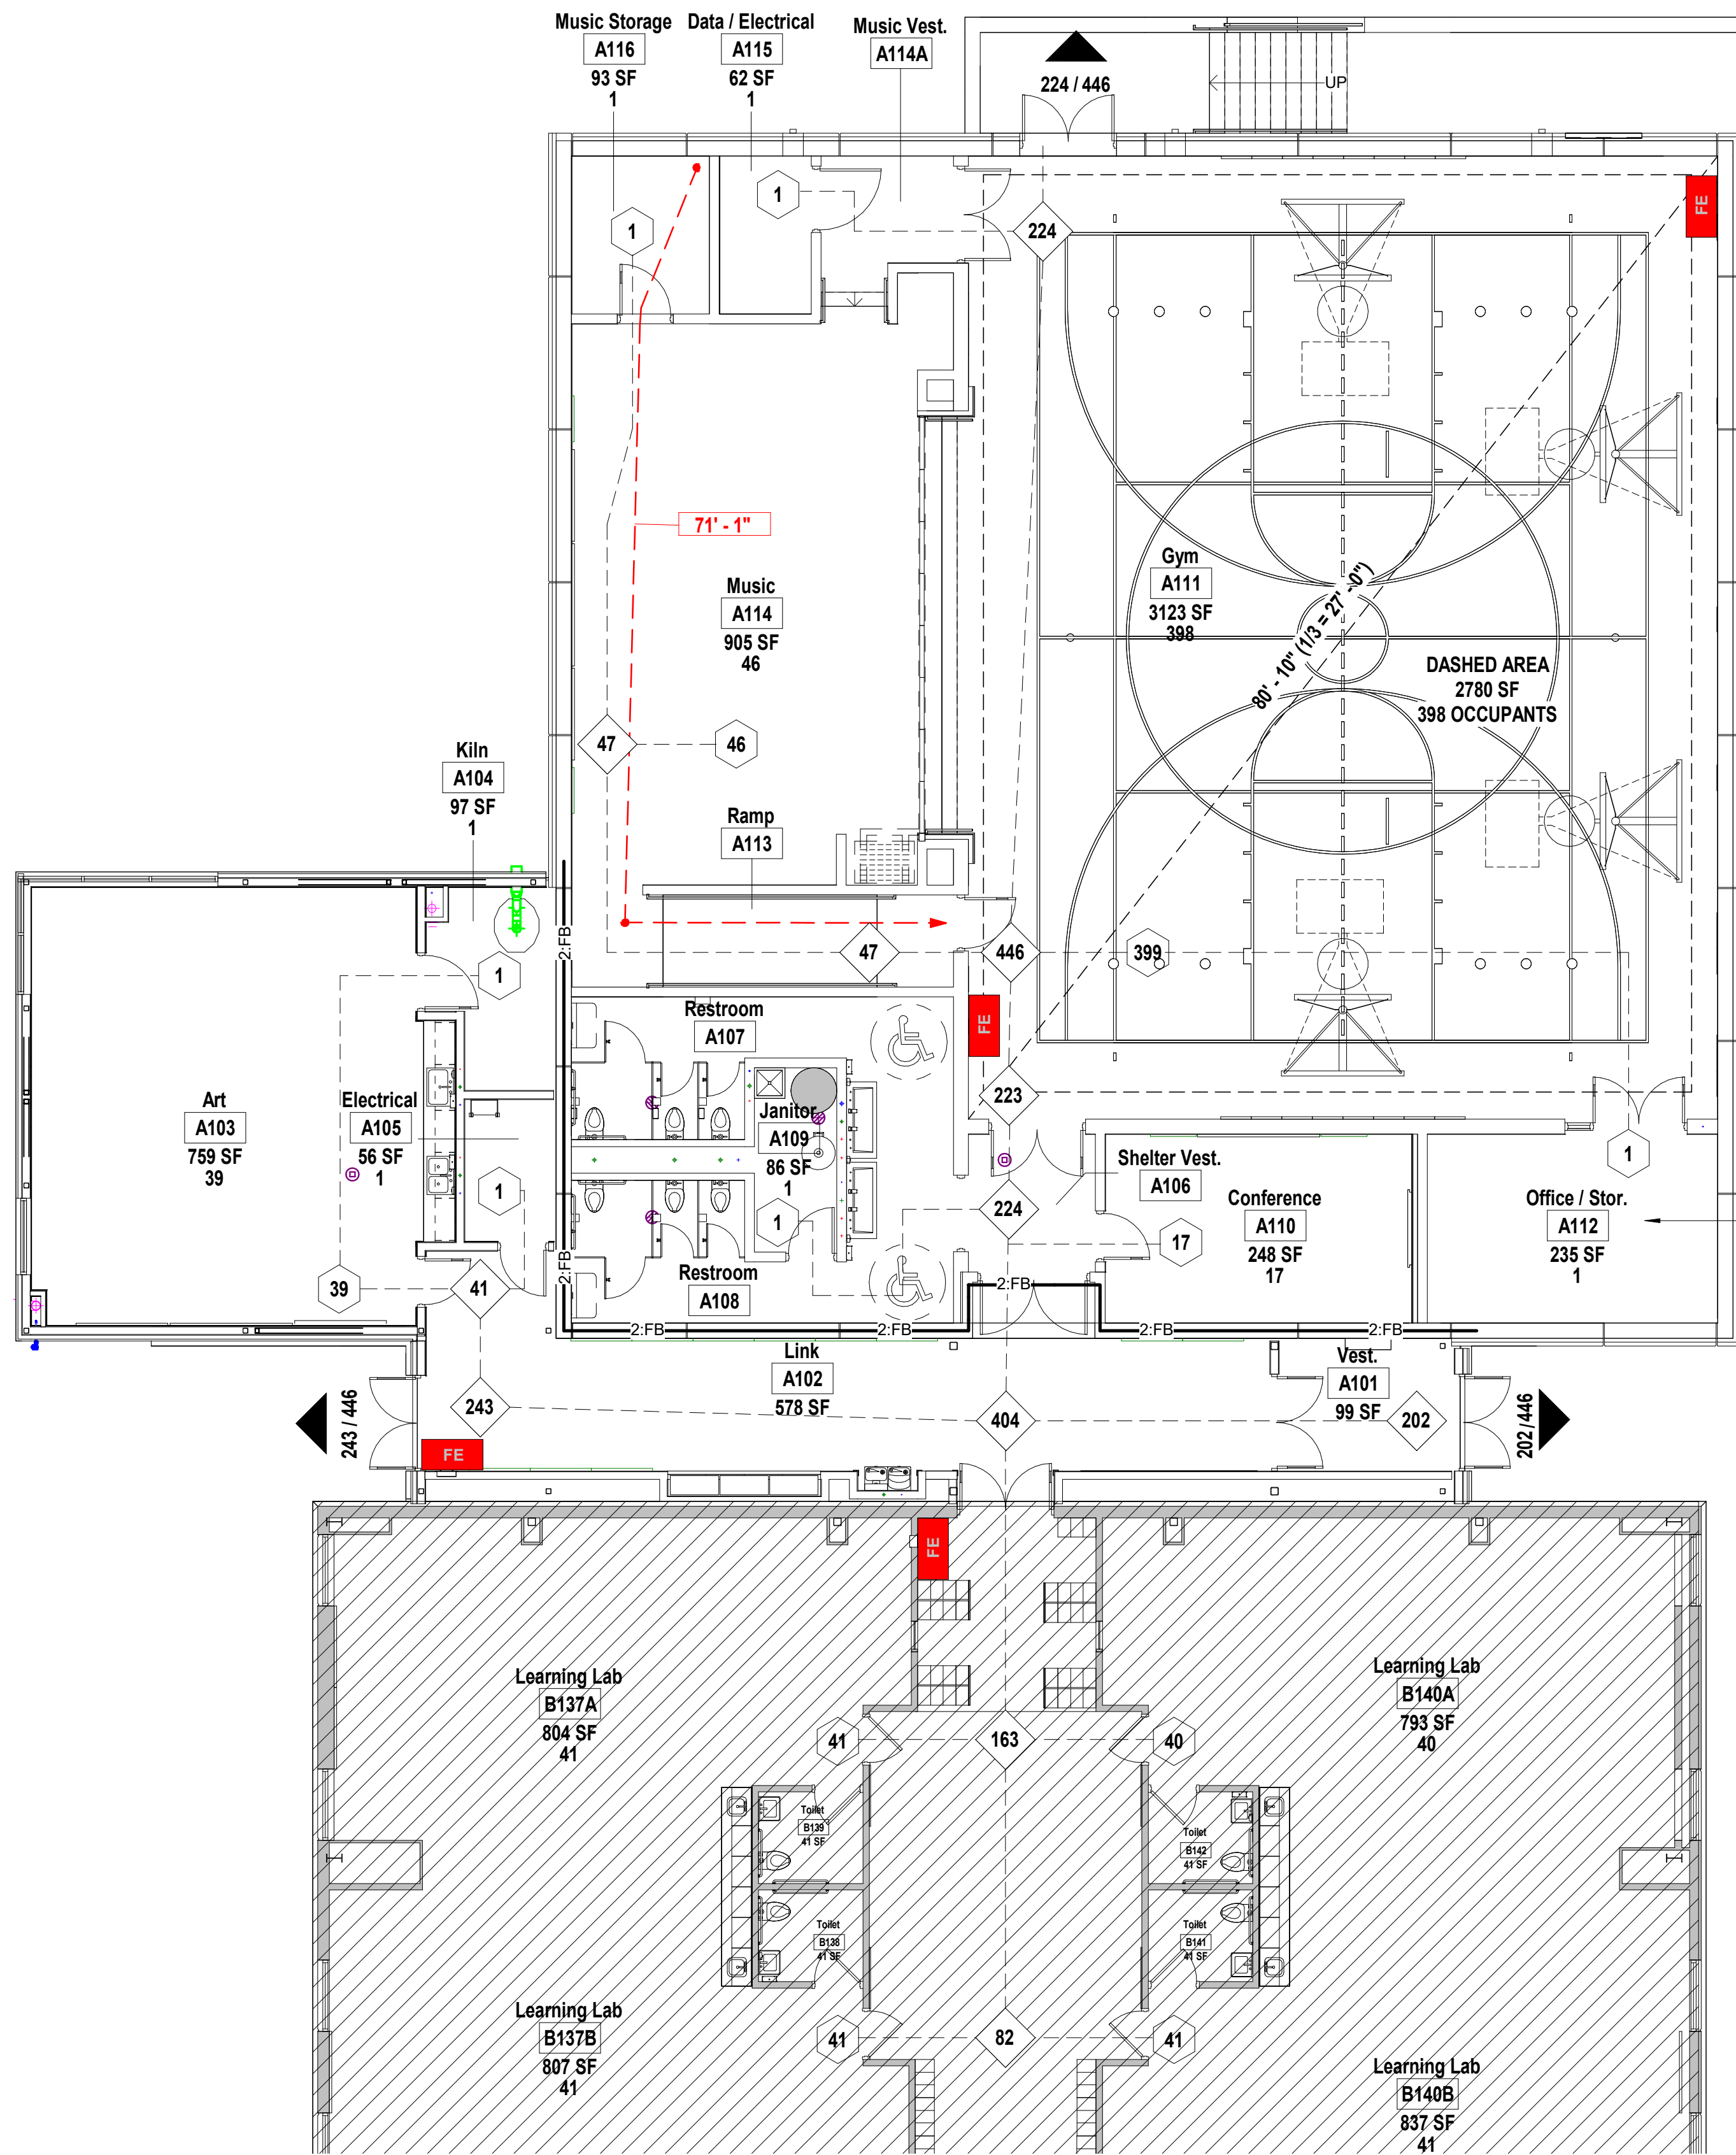 Music Storage
A116
93 SF
1
Data / Electrical
A115
62 SF
1
Music Vest.
A114A
224 / 446
UP
1
1
224
FE
71' - 1"
Music
A114
905 SF
46
Gym
A111
3123 SF
398
80' - 10" (1/3 = 27' - 0")
DASHED AREA
2780 SF
398 OCCUPANTS
47
46
Kiln
A104
97 SF
1
Ramp
A113
2:FB
47
446
399
1
FE
Restroom
A107
223
Art
A103
759 SF
39
Electrical
A105
56 SF
1
Janitor
A109
86 SF
1
1
1
1
Shelter Vest.
A106
224
17
Conference
A110
248 SF
17
Office / Stor.
A112
235 SF
1
2:FB
39
41
Restroom
A108
2:FB
2:FB
2:FB
2:FB
2:FB
Link
A102
578 SF
Vest.
A101
99 SF
243 / 446
243
404
202
202 / 446
FE
FE
Learning Lab
B137A
804 SF
41
Learning Lab
B140A
793 SF
40
41
163
40
Toilet
B139
41 SF
Toilet
B142
41 SF
Toilet
B138
41 SF
Toilet
B141
41 SF
Learning Lab
B137B
807 SF
41
41
82
41
Learning Lab
B140B
837 SF
41